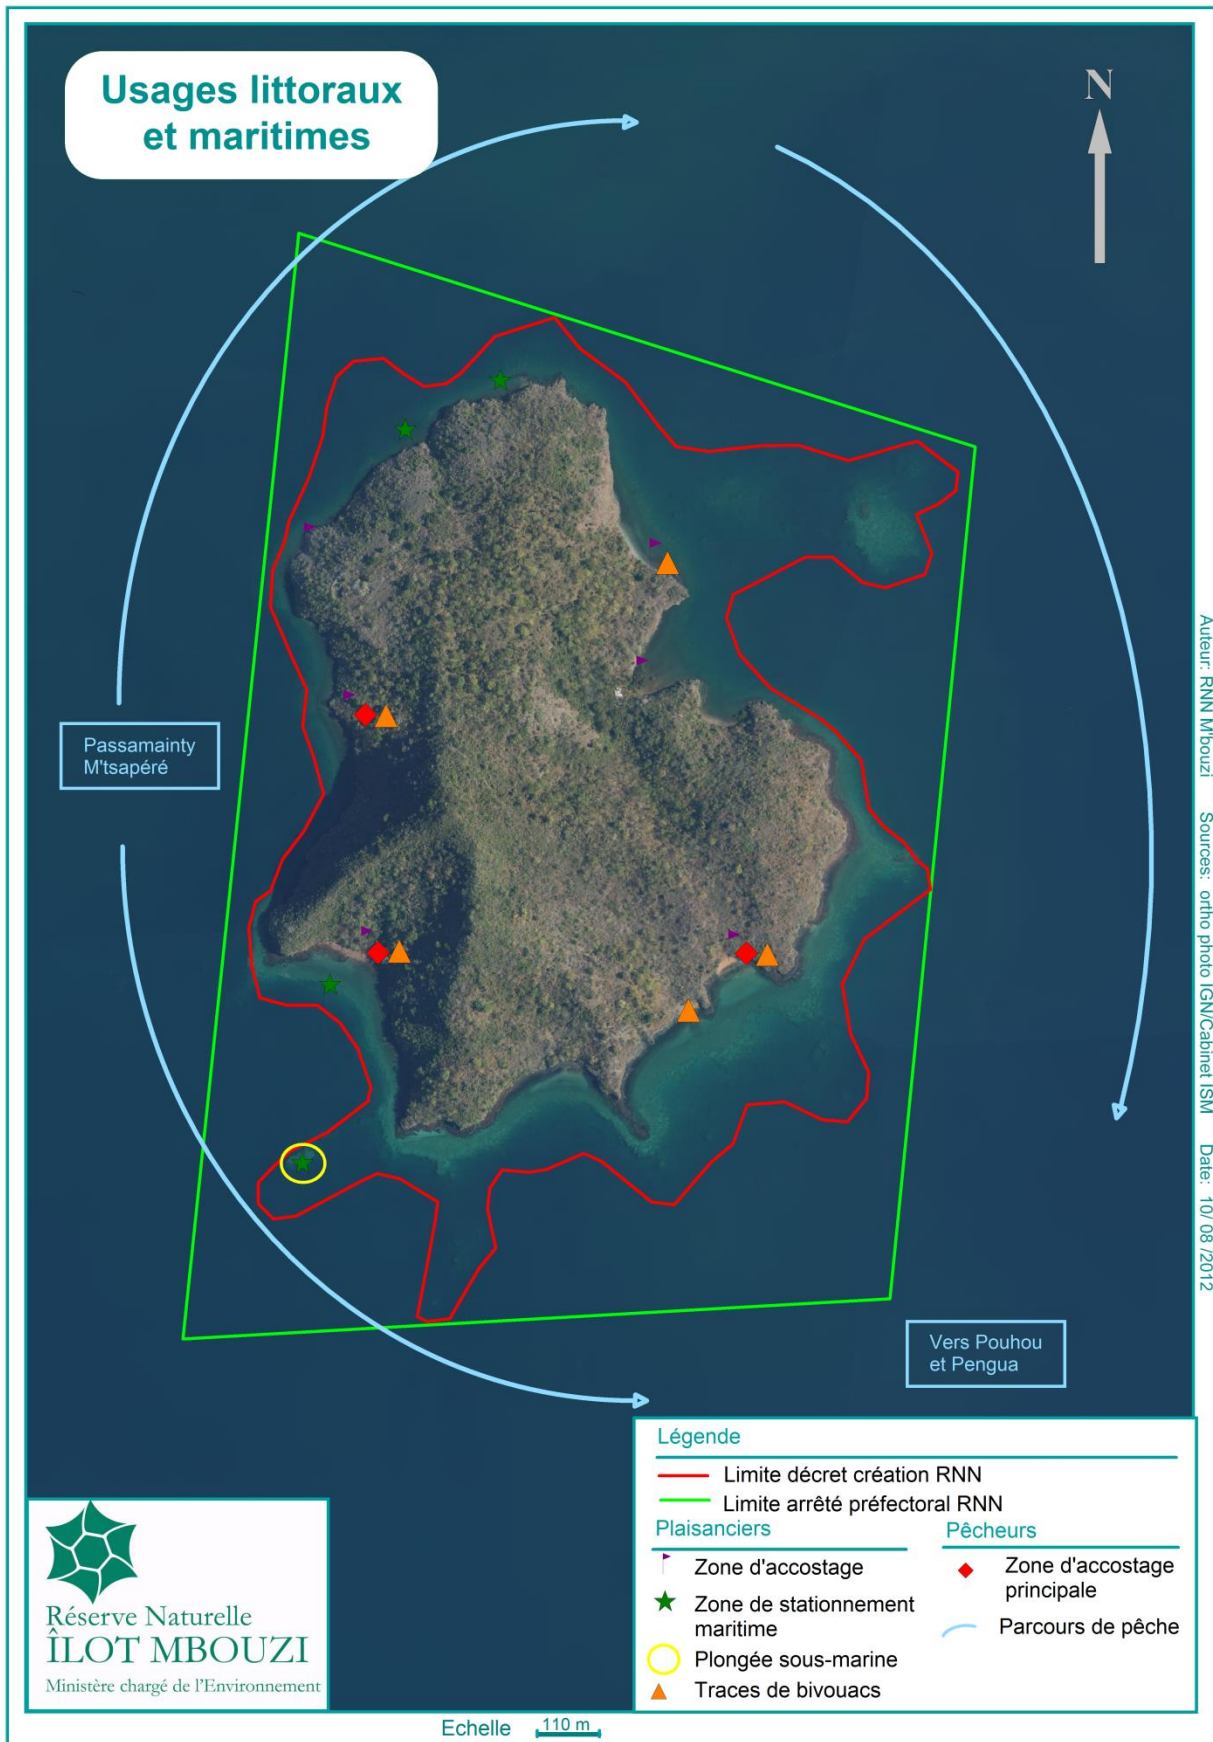 Usages littoraux
et maritimes
N
Passamainty
M'tsapéré
Vers Pouhou
et Pengua
Auteur: RNN M'bouzi Sources: ortho photo IGN/Cabinet ISM Date: 10/ 08 /2012
Légende
Limite décret création RNN
Limite arrêté préfectoral RNN
Plaisanciers
Zone d'accostage
Zone de stationnement
maritime
Plongée sous-marine
Traces de bivouacs
Pêcheurs
Zone d'accostage
principale
Parcours de pêche
Réserve Naturelle
ÎLOT MBOUZI
Ministère chargé de l'Environnement
Echelle 110 m